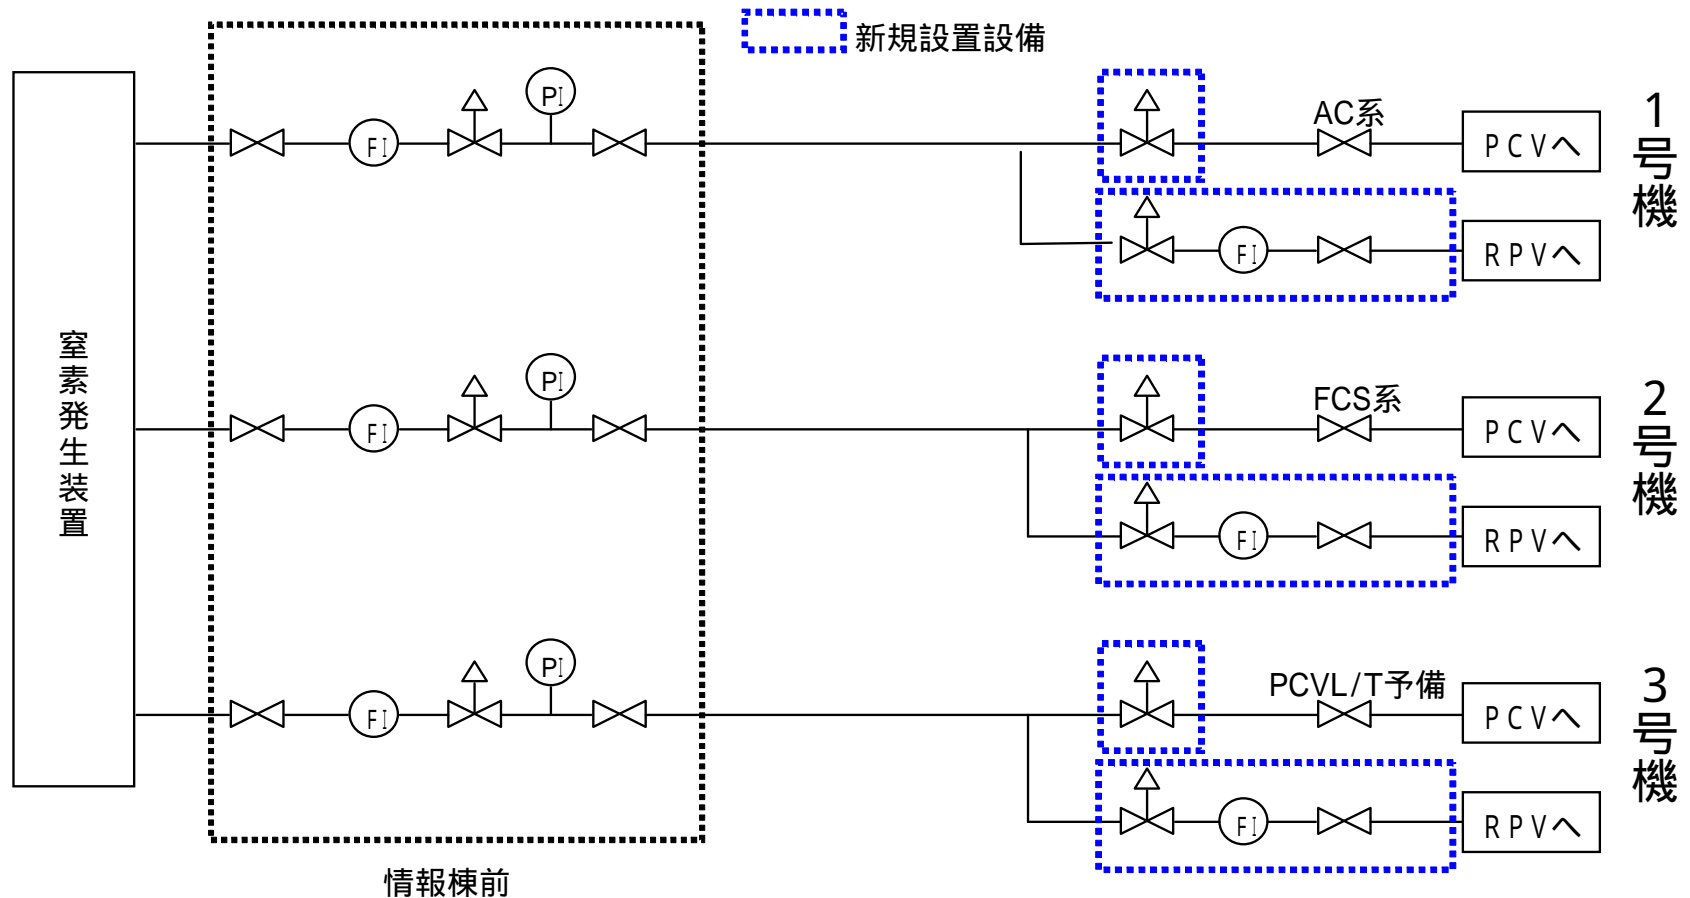 新規設置設備
窒素発生装置
FI
PI
AC系
PCVへ
FI
RPVへ
1号機
FI
PI
FCS系
PCVへ
FI
RPVへ
2号機
FI
PI
PCVL/T予備
PCVへ
FI
RPVへ
3号機
情報棟前